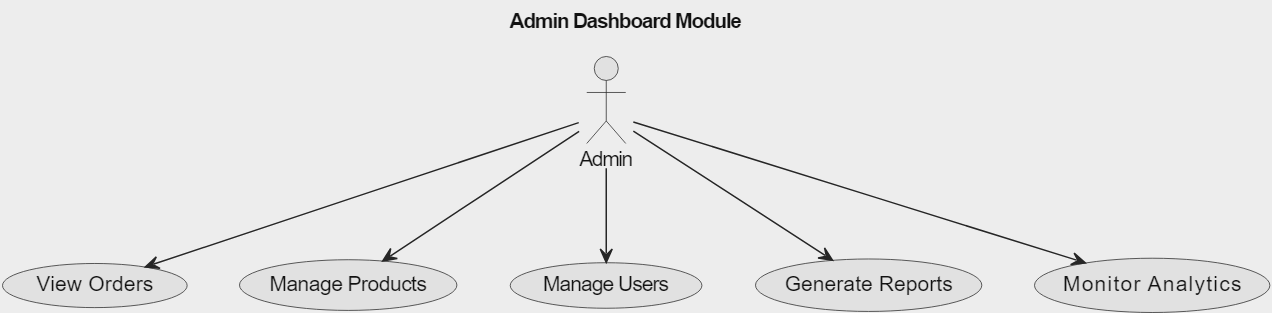 Admin Dashboard Module
Admin
View Orders
Manage Products
Manage Users
Generate Reports
Monitor Analytics